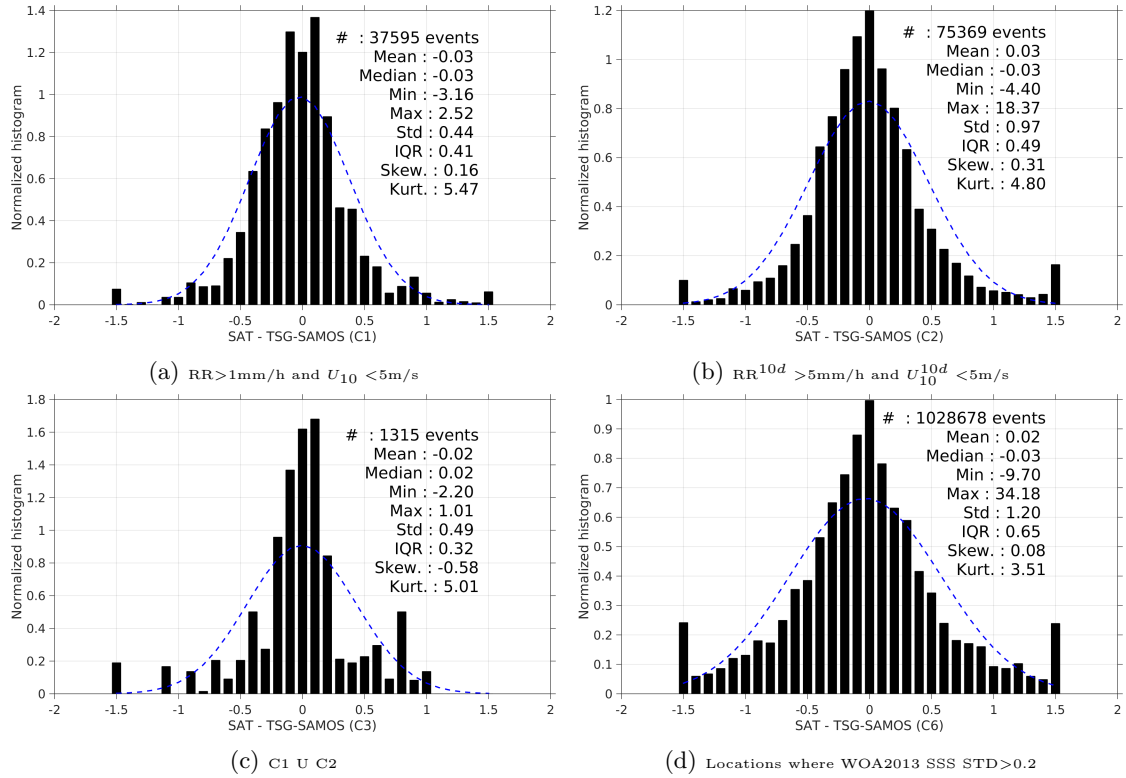 1.4
1.2
1
0.8
0.6
0.4
0.2
0
Normalized histogram
# : 37595 events
Mean : -0.03
Median : -0.03
Min : -3.16
Max : 2.52
Std : 0.44
IQR : 0.41
Skew. : 0.16
Kurt. : 5.47
-2 -1.5 -1 -0.5 0 0.5 1 1.5 2
SAT - TSG-SAMOS (C1)
(a) RR>1mm/h and U10 <5m/s
1.2
1
0.8
0.6
0.4
0.2
0
Normalized histogram
# : 75369 events
Mean : 0.03
Median : -0.03
Min : -4.40
Max : 18.37
Std : 0.97
IQR : 0.49
Skew. : 0.31
Kurt. : 4.80
-2 -1.5 -1 -0.5 0 0.5 1 1.5 2
SAT - TSG-SAMOS (C2)
(b) RR^10d >5mm/h and U10^10d <5m/s
1.8
1.6
1.4
1.2
1
0.8
0.6
0.4
0.2
0
Normalized histogram
# : 1315 events
Mean : -0.02
Median : 0.02
Min : -2.20
Max : 1.01
Std : 0.49
IQR : 0.32
Skew. : -0.58
Kurt. : 5.01
-2 -1.5 -1 -0.5 0 0.5 1 1.5 2
SAT - TSG-SAMOS (C3)
(c) C1 U C2
1
0.9
0.8
0.7
0.6
0.5
0.4
0.3
0.2
0.1
0
Normalized histogram
# : 1028678 events
Mean : 0.02
Median : -0.03
Min : -9.70
Max : 34.18
Std : 1.20
IQR : 0.65
Skew. : 0.08
Kurt. : 3.51
-2 -1.5 -1 -0.5 0 0.5 1 1.5 2
SAT - TSG-SAMOS (C6)
(d) Locations where WOA2013 SSS STD>0.2